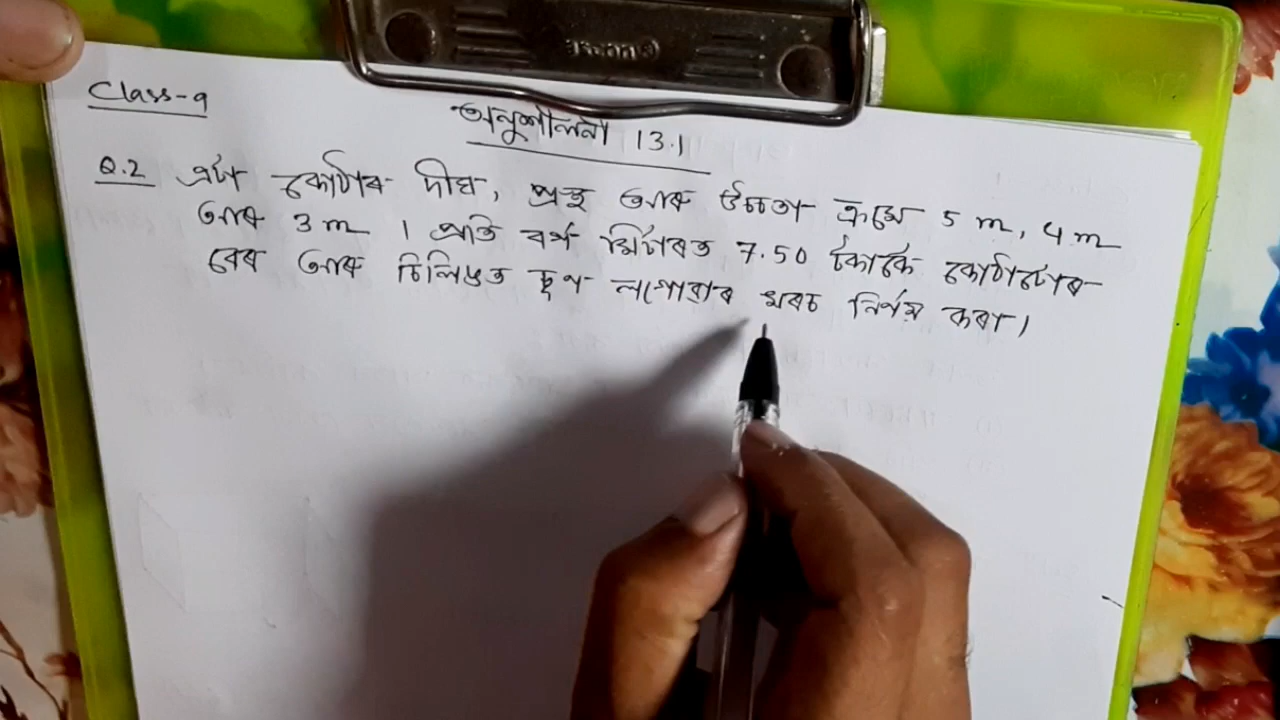 Class-9
অনুশীলনী 13.1
Q.2 এটা কোঠাৰ দীঘ, প্ৰস্থ আৰু উচ্চতা ক্ৰমে 5 m, 4 m
আৰু 3 m । প্ৰতি বৰ্গ মিটাৰত 7.50 টকাকৈ কোঠাটোৰ
বেৰ আৰু চিলিঙত চূণ লগোৱাৰ খৰচ নিৰ্ণয় কৰা।